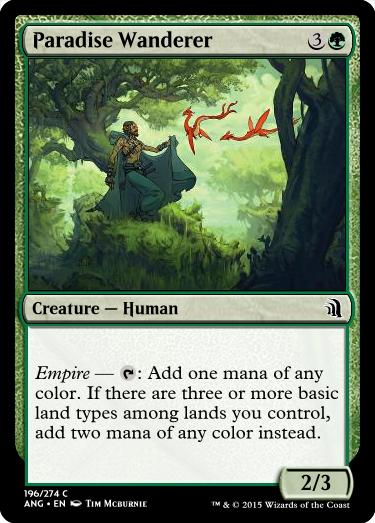 Paradise Wanderer 3
Creature — Human
Empire — : Add one mana of any
color. If there are three or more basic
land types among lands you control,
add two mana of any color instead.
2/3
196/274 C
ANG • EN Tim McBurnie
™ & © 2015 Wizards of the Coast